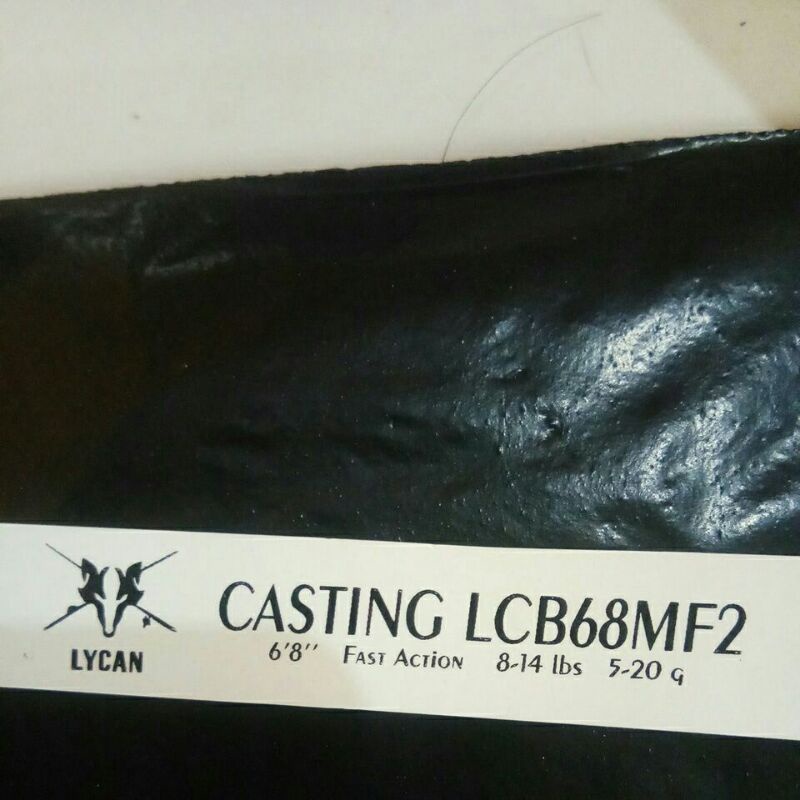 LYCAN
CASTING LCB68MF2
6'8'' FAST ACTION 8-14 lbs 5-20 g